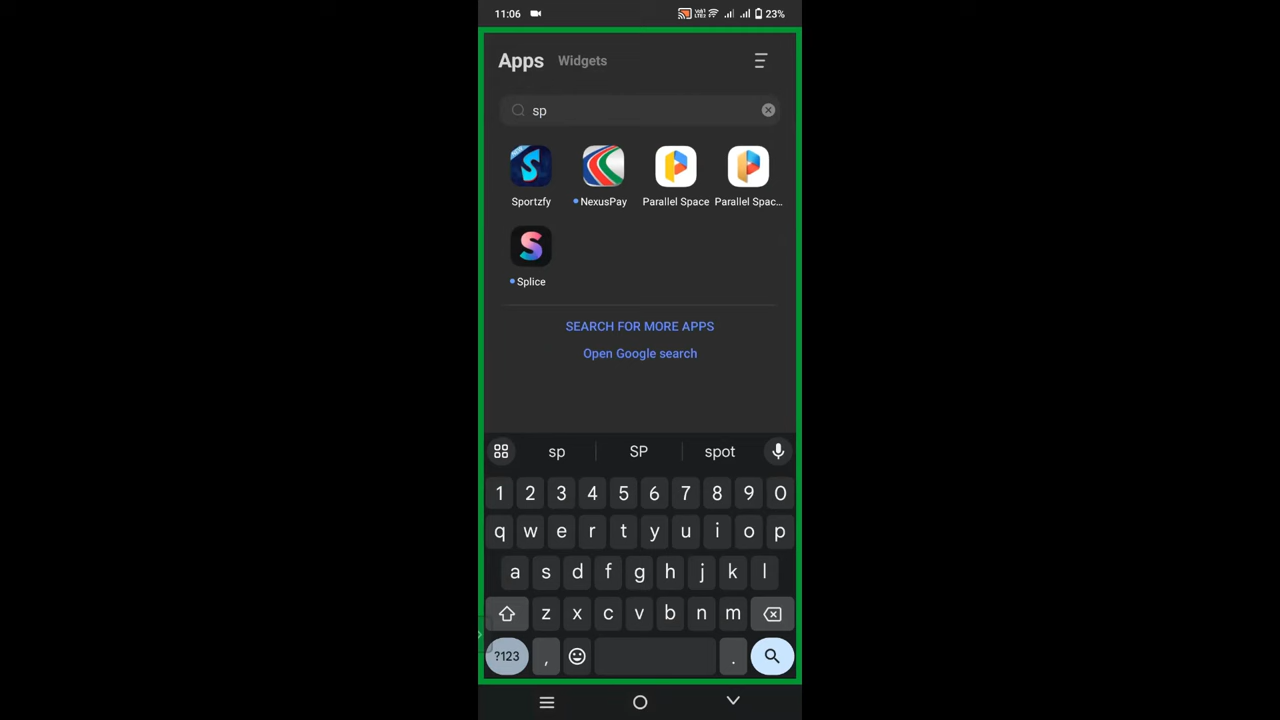 11:06 23%
Apps Widgets
sp
Sportzfy NexusPay Parallel Space Parallel Spac...
Splice
SEARCH FOR MORE APPS
Open Google search
sp SP spot
1 2 3 4 5 6 7 8 9 0
q w e r t y u i o p
a s d f g h j k l
z x c v b n m
?123 , .